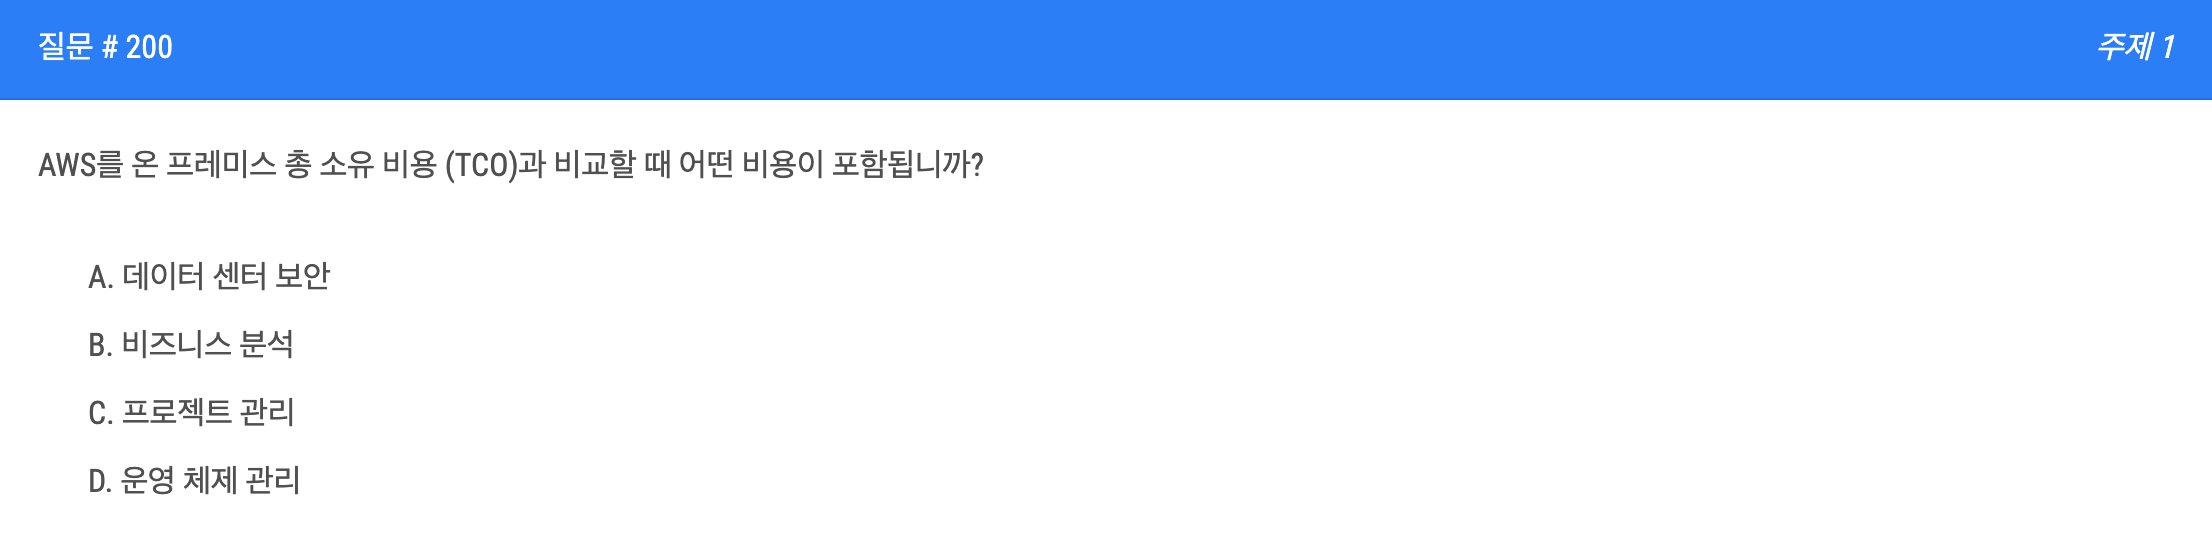 질문 # 200
주제 1
AWS를 온 프레미스 총 소유 비용 (TCO)과 비교할 때 어떤 비용이 포함됩니까?
A. 데이터 센터 보안
B. 비즈니스 분석
C. 프로젝트 관리
D. 운영 체제 관리